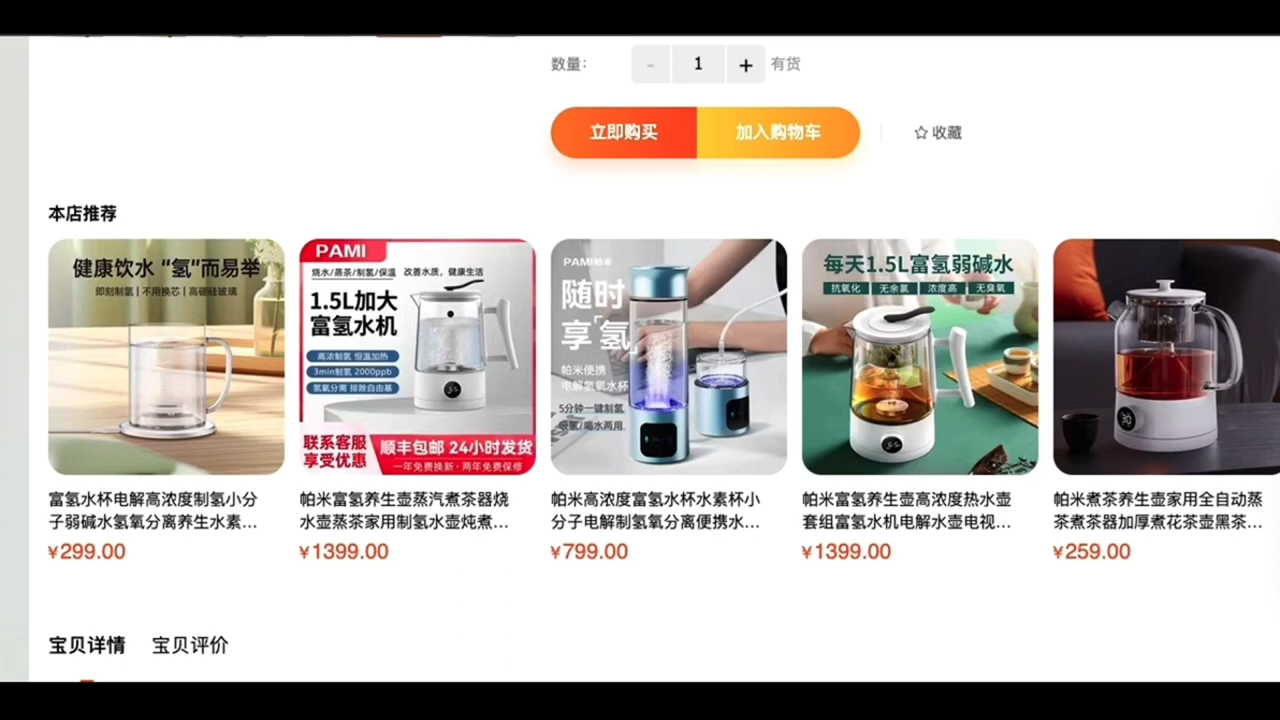 数量：
- 1 + 有货
立即购买 加入购物车 ☆ 收藏
本店推荐
健康饮水 “氢”而易举
即刻制氢 | 不用换芯 | 高硼硅玻璃
富氢水杯电解高浓度制氢小分
子弱碱水氢氧分离养生水素...
¥299.00
PAMI
烧水/蒸茶/制氢/保温 改善水质，健康生活
1.5L加大
富氢水机
高浓制氢 恒温加热
3min制氢 2000ppb
氢氧分离 排除自由基
联系客服
享受优惠
顺丰包邮 24小时发货
一年免费换新·两年免费保修
帕米富氢养生壶蒸汽煮茶器烧
水壶蒸茶家用制氢水壶炖煮...
¥1399.00
PAMI帕米
随时
享氢
帕米便携
电解氢氧水杯
5分钟一键制氢
吸氢/喝水两用
帕米高浓度富氢水杯水素杯小
分子电解制氢氧分离便携水...
¥799.00
每天1.5L富氢弱碱水
抗氧化 无余氯 浓度高 无臭氧
帕米富氢养生壶高浓度热水壶
套组富氢水机电解水壶电视...
¥1399.00
30
帕米煮茶养生壶家用全自动蒸
茶煮茶器加厚煮花茶壶黑茶...
¥259.00
宝贝详情 宝贝评价